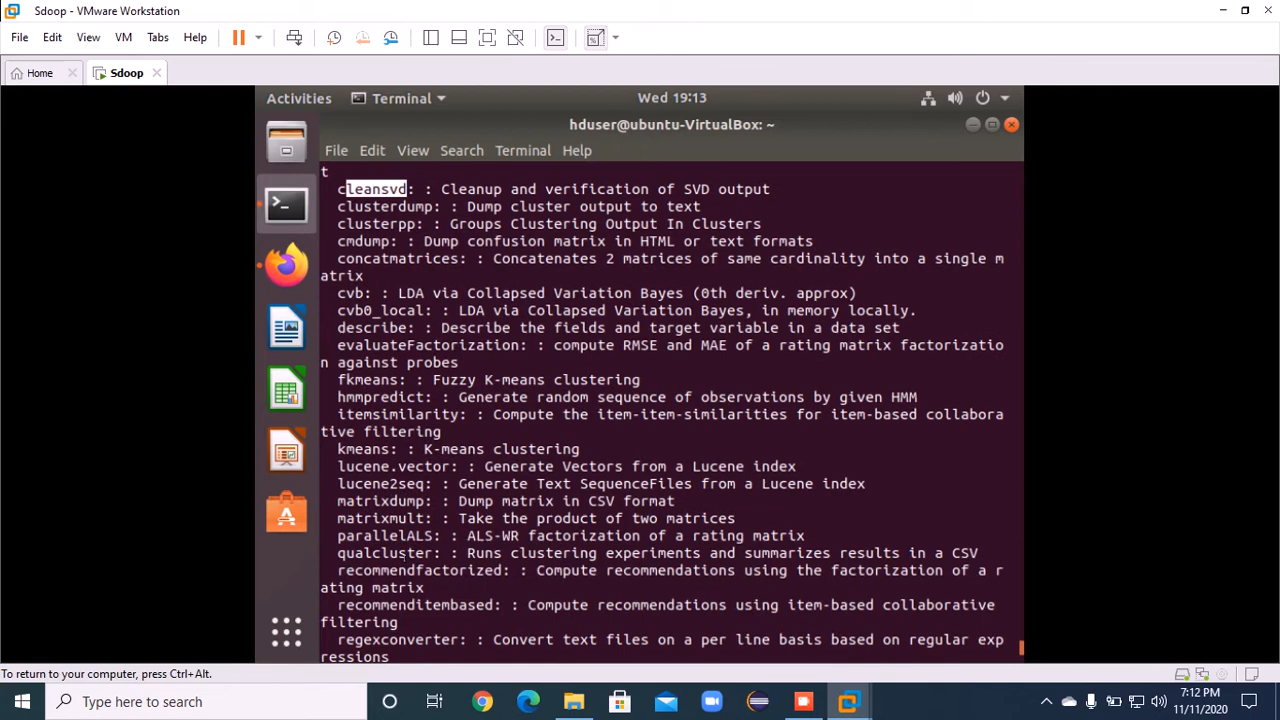 Sdoop - VMware Workstation
File Edit View VM Tabs Help
Home Sdoop
Activities Terminal Wed 19:13
hduser@ubuntu-VirtualBox: ~
File Edit View Search Terminal Help
t
cleansvd: : Cleanup and verification of SVD output
clusterdump: : Dump cluster output to text
clusterpp: : Groups Clustering Output In Clusters
cmdump: : Dump confusion matrix in HTML or text formats
concatmatrices: : Concatenates 2 matrices of same cardinality into a single m
atrix
cvb: : LDA via Collapsed Variation Bayes (0th deriv. approx)
cvb0_local: : LDA via Collapsed Variation Bayes, in memory locally.
describe: : Describe the fields and target variable in a data set
evaluateFactorization: : compute RMSE and MAE of a rating matrix factorizatio
n against probes
fkmeans: : Fuzzy K-means clustering
hmmpredict: : Generate random sequence of observations by given HMM
itemsimilarity: : Compute the item-item-similarities for item-based collabora
tive filtering
kmeans: : K-means clustering
lucene.vector: : Generate Vectors from a Lucene index
lucene2seq: : Generate Text SequenceFiles from a Lucene index
matrixdump: : Dump matrix in CSV format
matrixmult: : Take the product of two matrices
parallelALS: : ALS-WR factorization of a rating matrix
qualcluster: : Runs clustering experiments and summarizes results in a CSV
recommendfactorized: : Compute recommendations using the factorization of a r
ating matrix
recommenditembased: : Compute recommendations using item-based collaborative
filtering
regexconverter: : Convert text files on a per line basis based on regular exp
ressions
To return to your computer, press Ctrl+Alt.
Type here to search
7:12 PM
11/11/2020